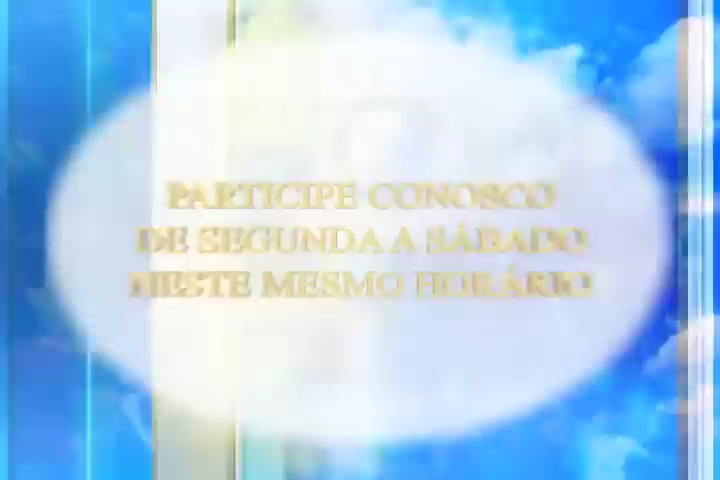 PARTICIPE CONOSCO
DE SEGUNDA A SÁBADO
NESTE MESMO HORÁRIO